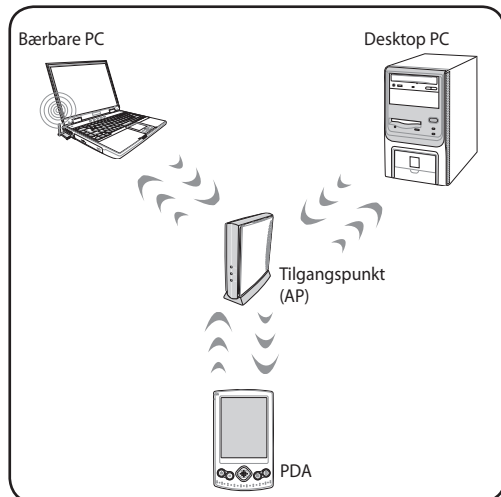 Bærbare PC
Desktop PC
Tilgangspunkt
(AP)
PDA